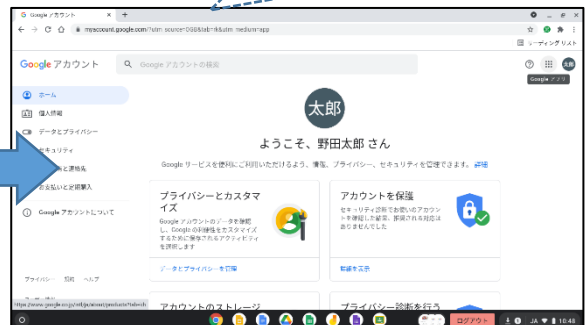 Google アカウント
myaccount.google.com/?utm_source=OGB&tab=rk&utm_medium=app
リーディング リスト
Google アカウント
Google アカウントの検索
太郎
Google アプリ
ホーム
個人情報
データとプライバシー
セキュリティ
と連絡先
お支払いと定期購入
Google アカウントについて
太郎
ようこそ、野田太郎 さん
Google サービスを便利にご利用いただけるよう、情報、プライバシー、セキュリティを管理できます。詳細
プライバシーとカスタマ
イズ
Google アカウントのデータを確認
し、Google の利便性をカスタマイズ
するために保存されるアクティビティ
を選択します
データとプライバシーを管理
アカウントを保護
セキュリティ診断でお使いのアカウン
トを確認した結果、推奨される対応は
ありませんでした
詳細を表示
プライバシー 規約 ヘルプ
アカウントのストレージ
プライバシー診断を行う
ログアウト
JA
10:48